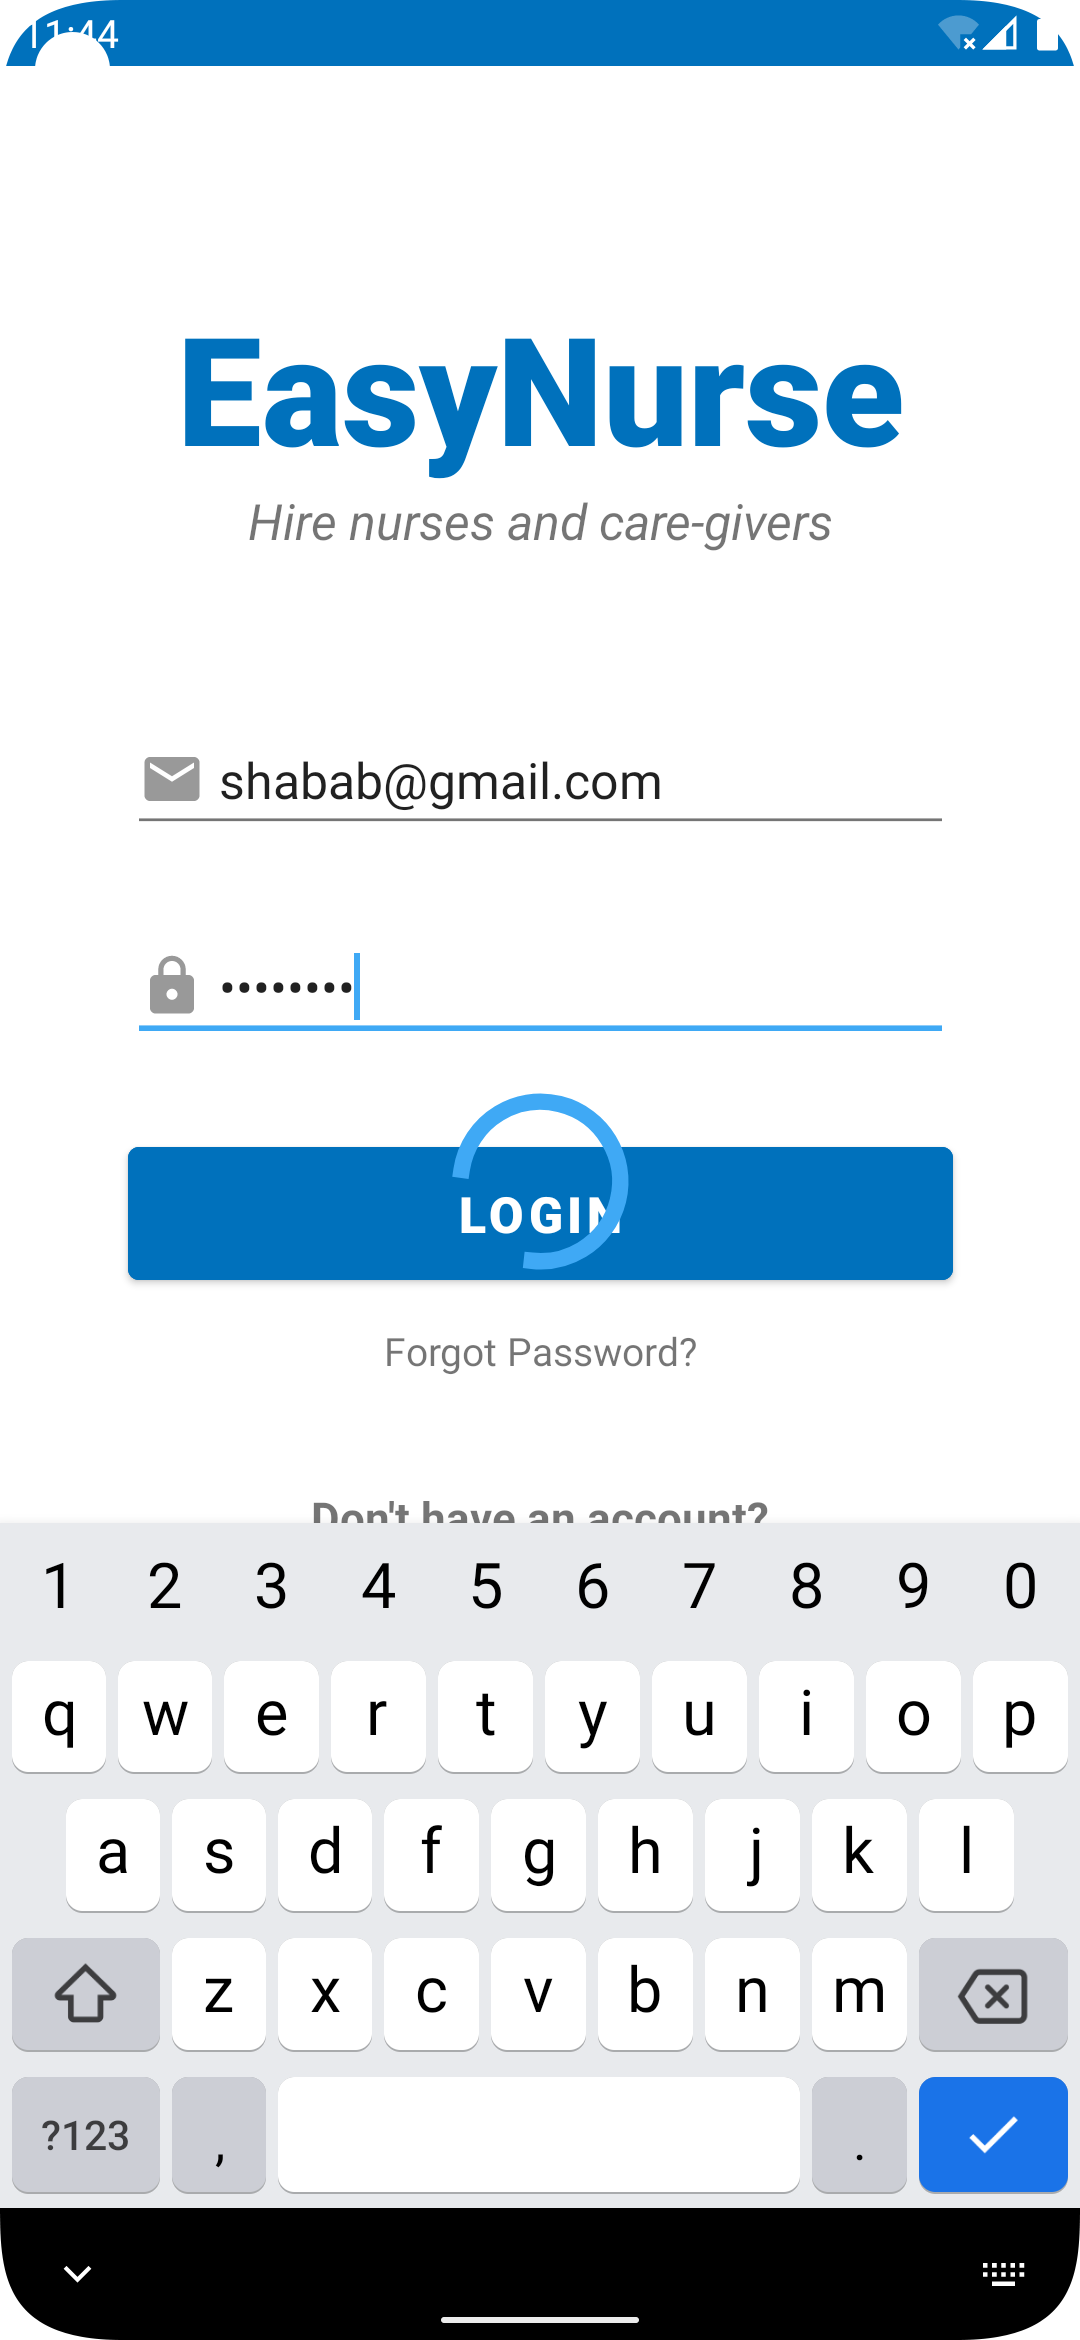 11:44
EasyNurse
Hire nurses and care-givers
shabab@gmail.com
••••••••
LOGIN
Forgot Password?
Don't have an account?
1 2 3 4 5 6 7 8 9 0
q w e r t y u i o p
a s d f g h j k l
z x c v b n m
?123 , .